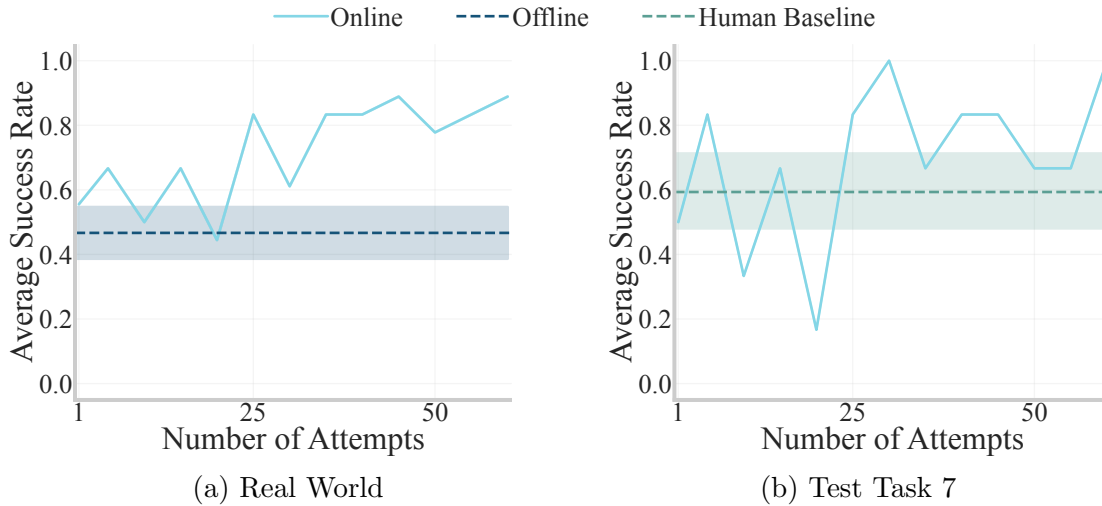 Online Offline Human Baseline
Average Success Rate
1.0
0.8
0.6
0.4
0.2
0.0
1 25 50
Number of Attempts
(a) Real World
Average Success Rate
1.0
0.8
0.6
0.4
0.2
0.0
1 25 50
Number of Attempts
(b) Test Task 7